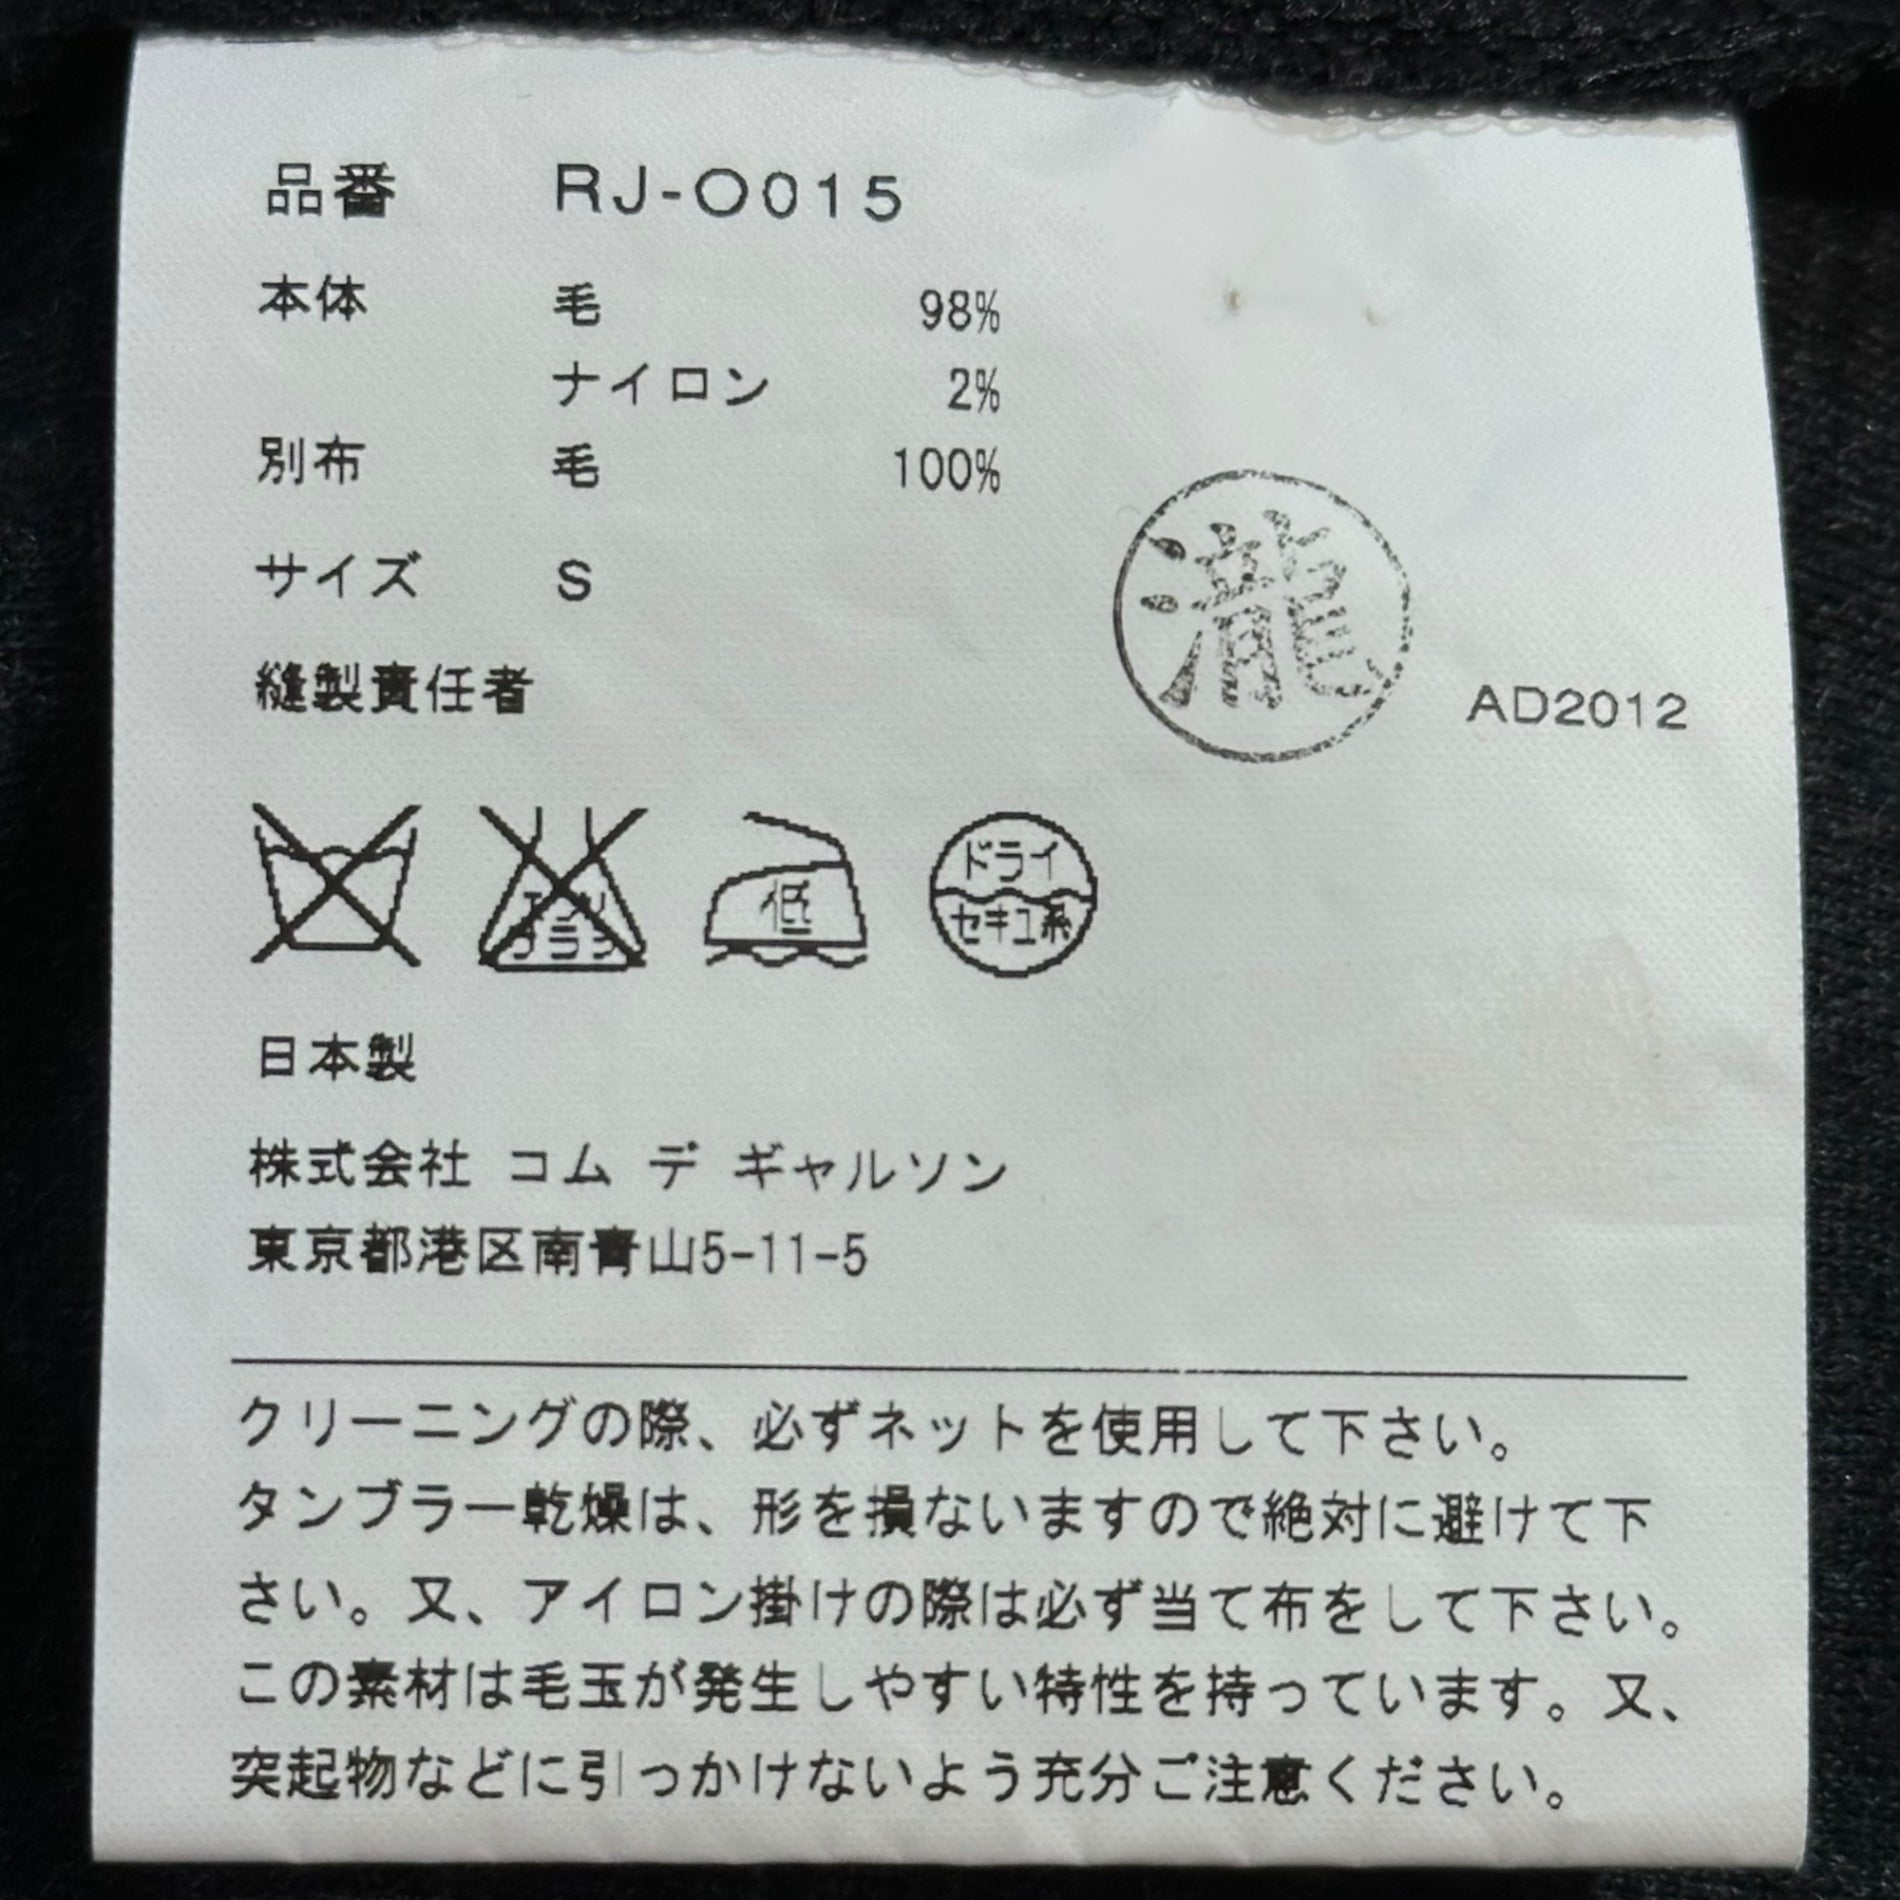 品番 RJ-O015
本体 毛 98%
ナイロン 2%
別布 毛 100%
サイズ S
縫製責任者 瀧 AD2012
エンソ
サラシ
低
ドライ
セキユ系
日本製
株式会社 コム デ ギャルソン
東京都港区南青山5-11-5
クリーニングの際、必ずネットを使用して下さい。
タンブラー乾燥は、形を損ないますので絶対に避けて下
さい。又、アイロン掛けの際は必ず当て布をして下さい。
この素材は毛玉が発生しやすい特性を持っています。又、
突起物などに引っかけないよう充分ご注意ください。